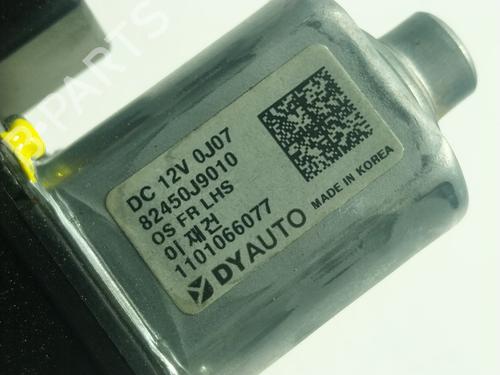 DC 12V 0J07
82450J9010
OS FR LHS
이재건
1101066077
DYAUTO
MADE IN KOREA